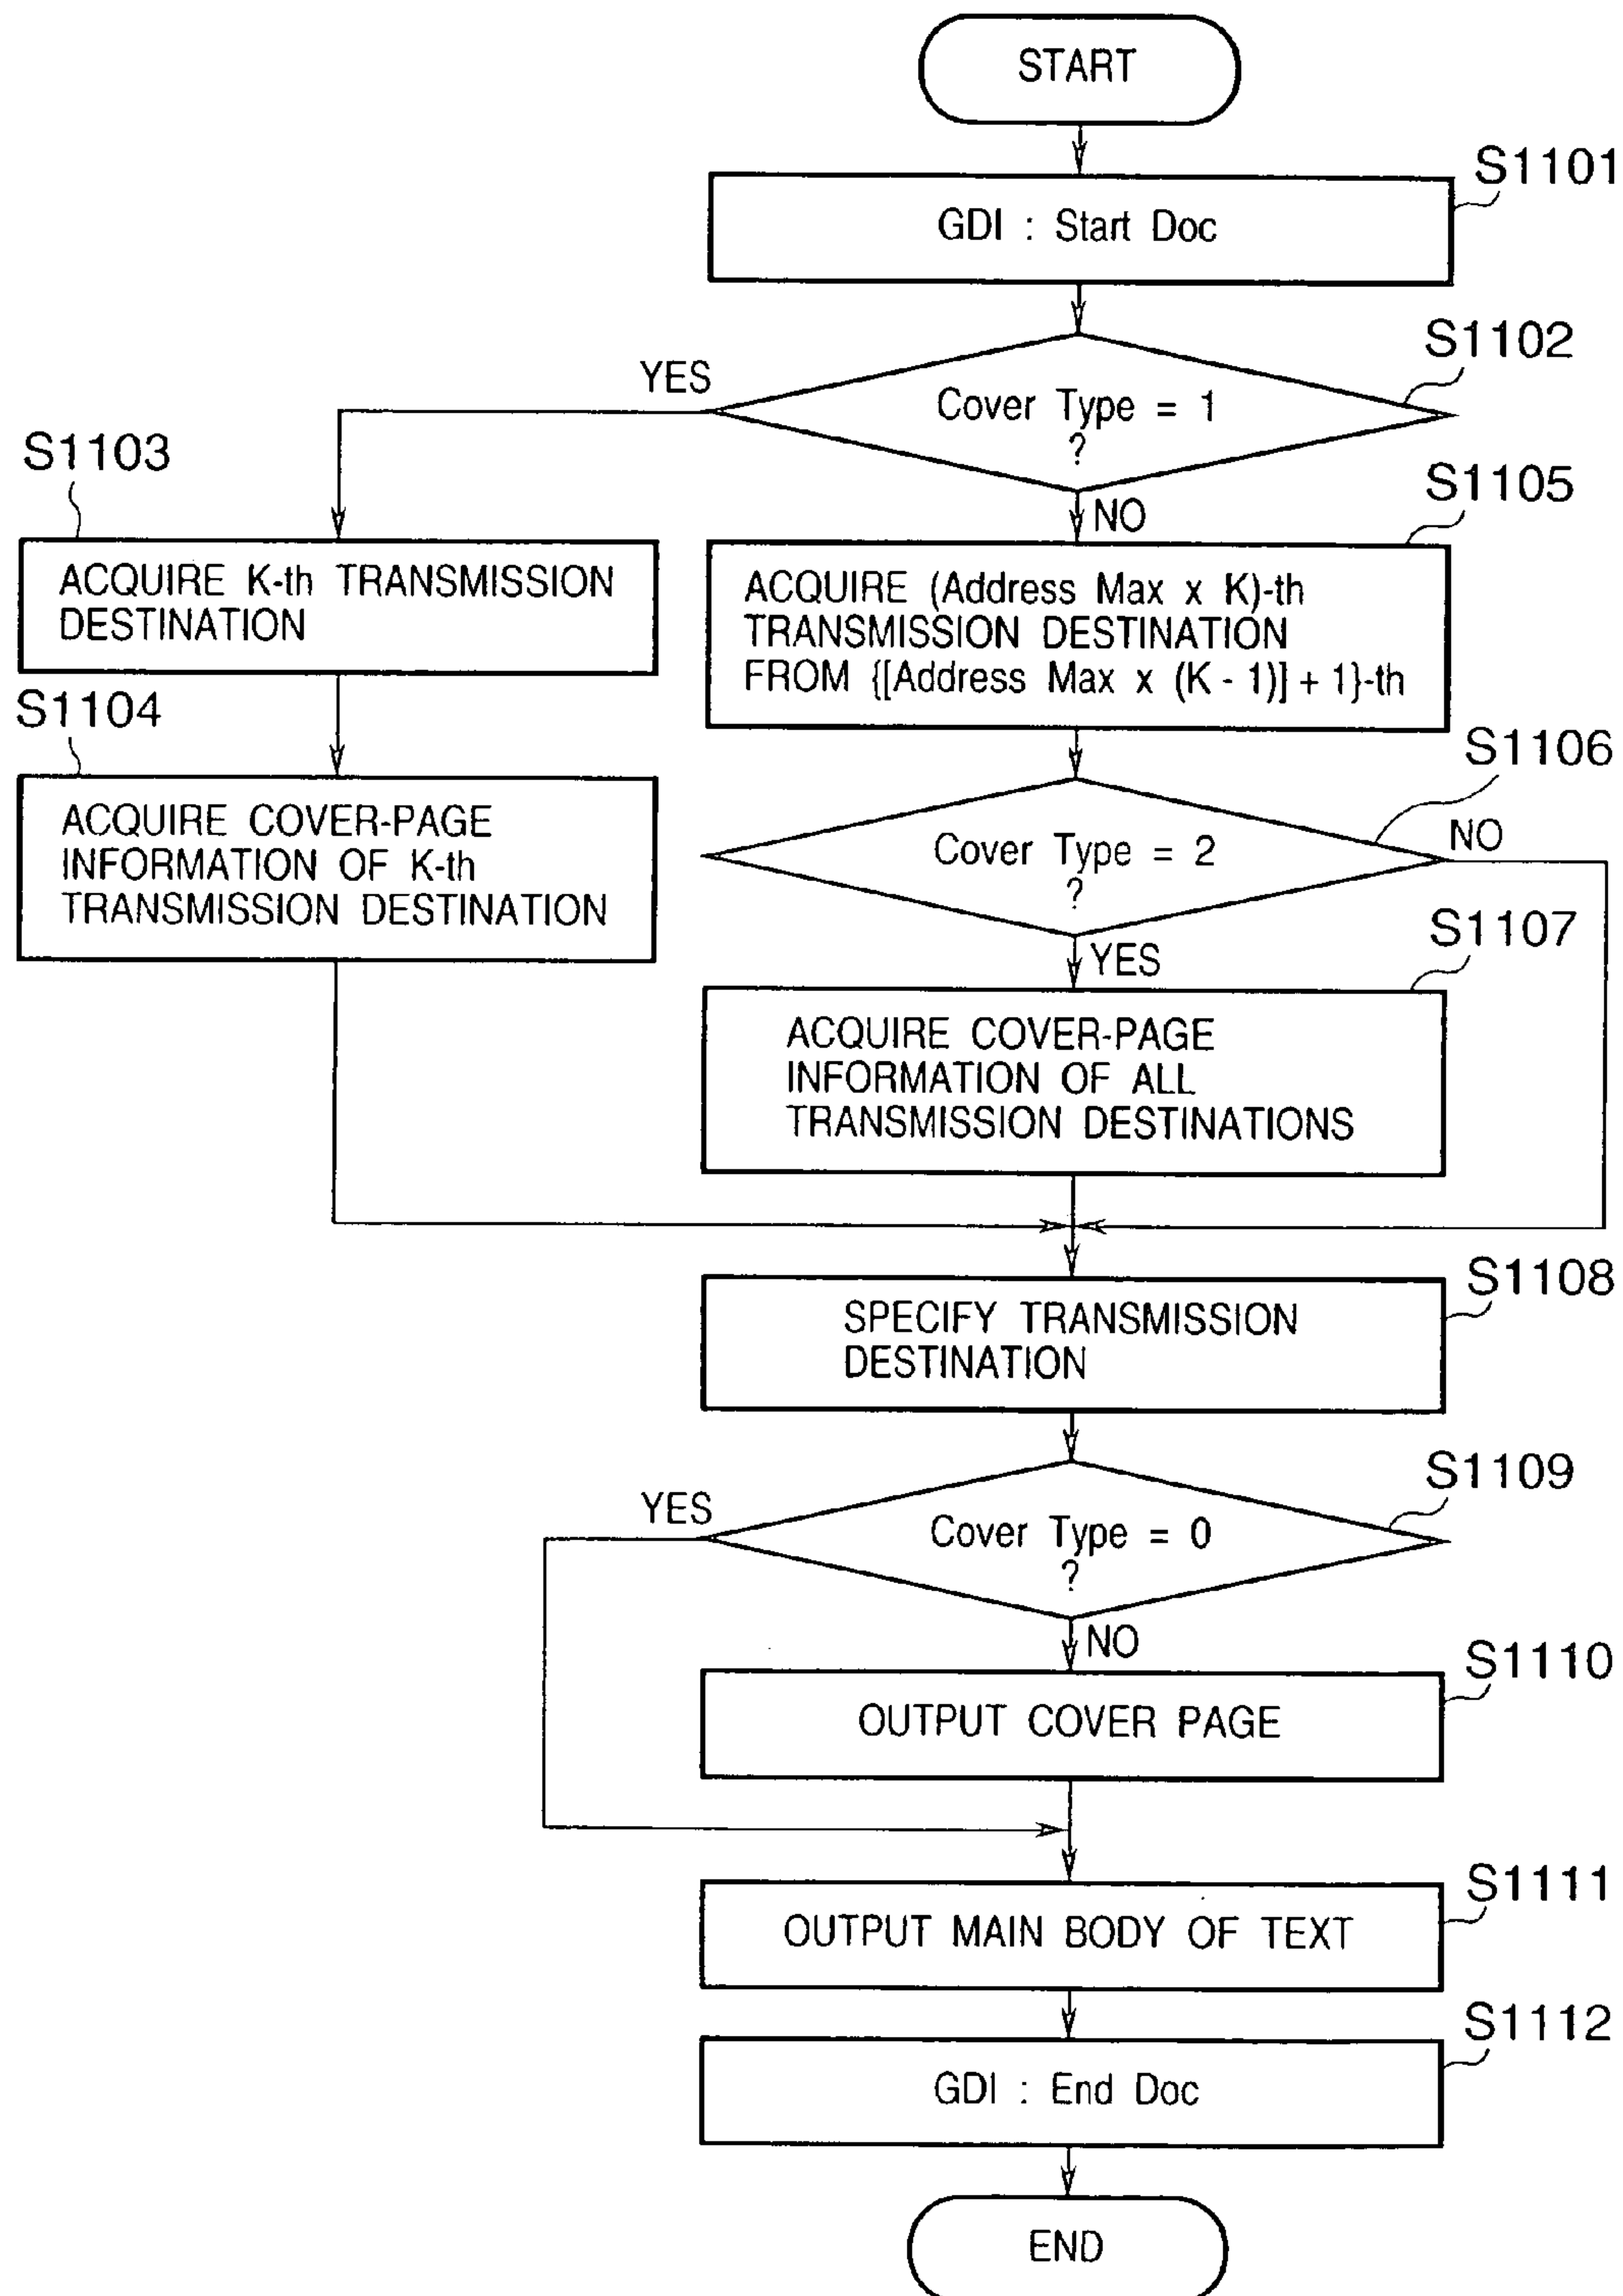 START
S1101
GDI : Start Doc
S1102
YES
Cover Type = 1
?
S1103
NO
S1105
ACQUIRE K-th TRANSMISSION
DESTINATION
ACQUIRE (Address Max x K)-th
TRANSMISSION DESTINATION
FROM {[Address Max x (K - 1)] + 1}-th
S1104
ACQUIRE COVER-PAGE
INFORMATION OF K-th
TRANSMISSION DESTINATION
S1106
NO
Cover Type = 2
?
YES
S1107
ACQUIRE COVER-PAGE
INFORMATION OF ALL
TRANSMISSION DESTINATIONS
S1108
SPECIFY TRANSMISSION
DESTINATION
S1109
YES
Cover Type = 0
?
NO
S1110
OUTPUT COVER PAGE
S1111
OUTPUT MAIN BODY OF TEXT
S1112
GDI : End Doc
END